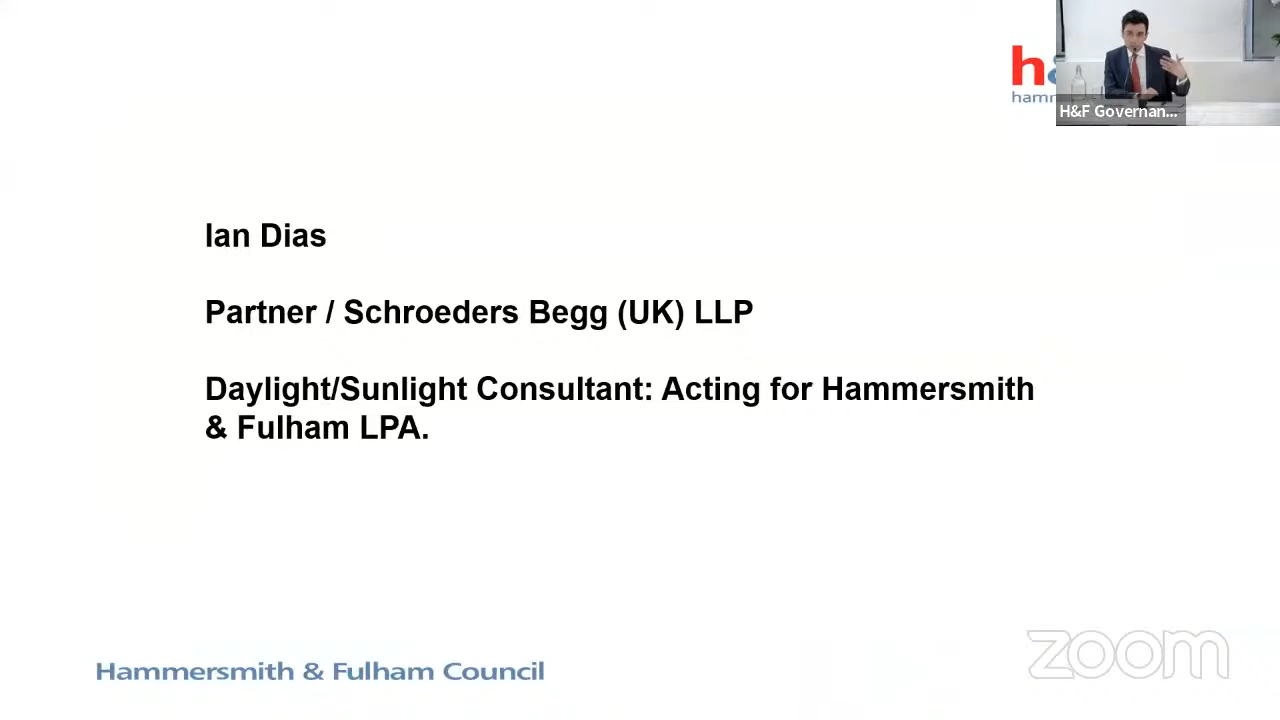 h
hamm
H&F Governan...
Ian Dias
Partner / Schroeders Begg (UK) LLP
Daylight/Sunlight Consultant: Acting for Hammersmith
& Fulham LPA.
Hammersmith & Fulham Council
zoom